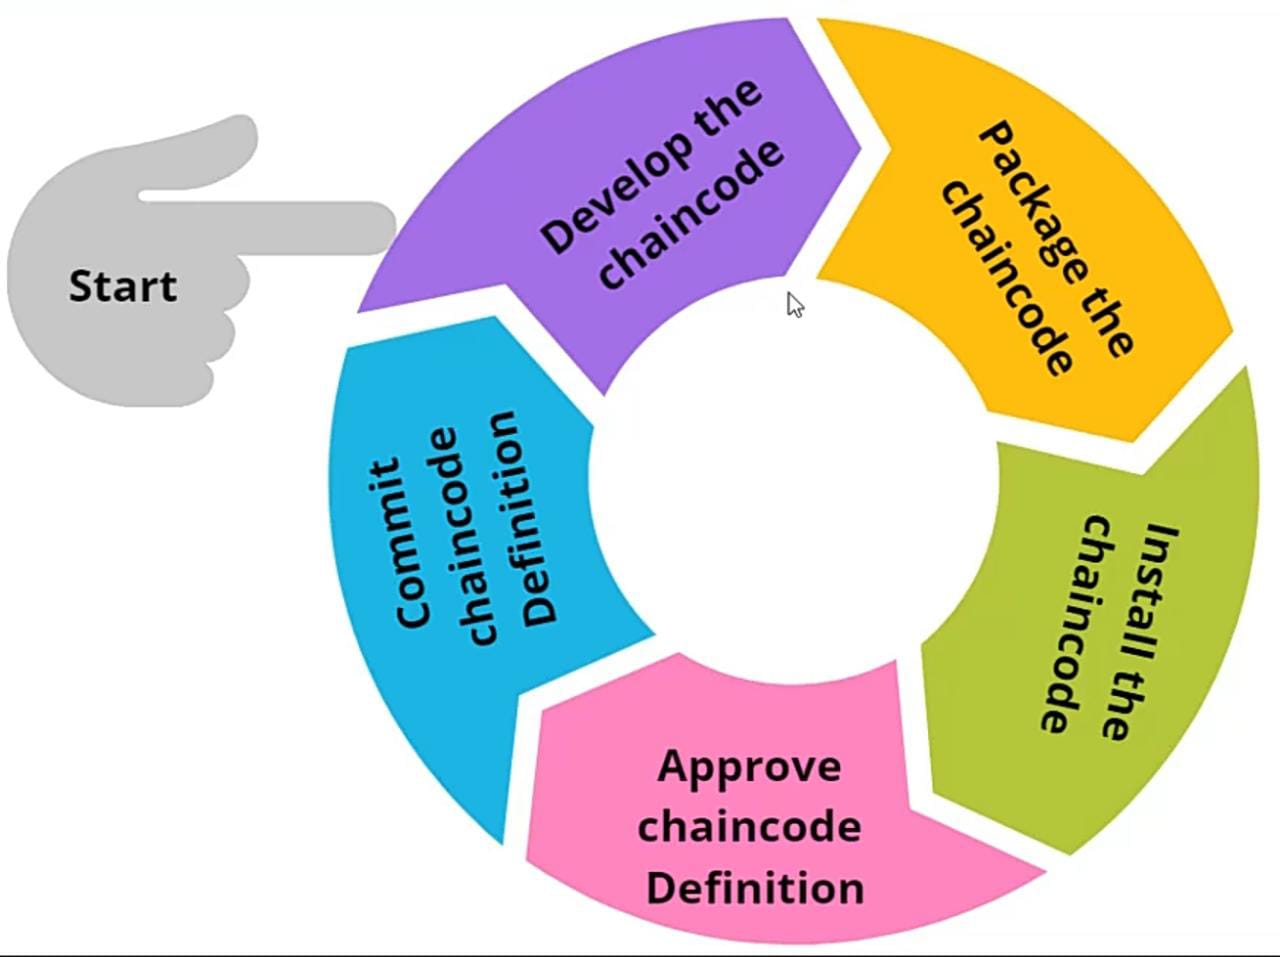 Start
Develop the
chaincode
Package the
chaincode
Install the
chaincode
Approve
chaincode
Definition
Commit
chaincode
Definition